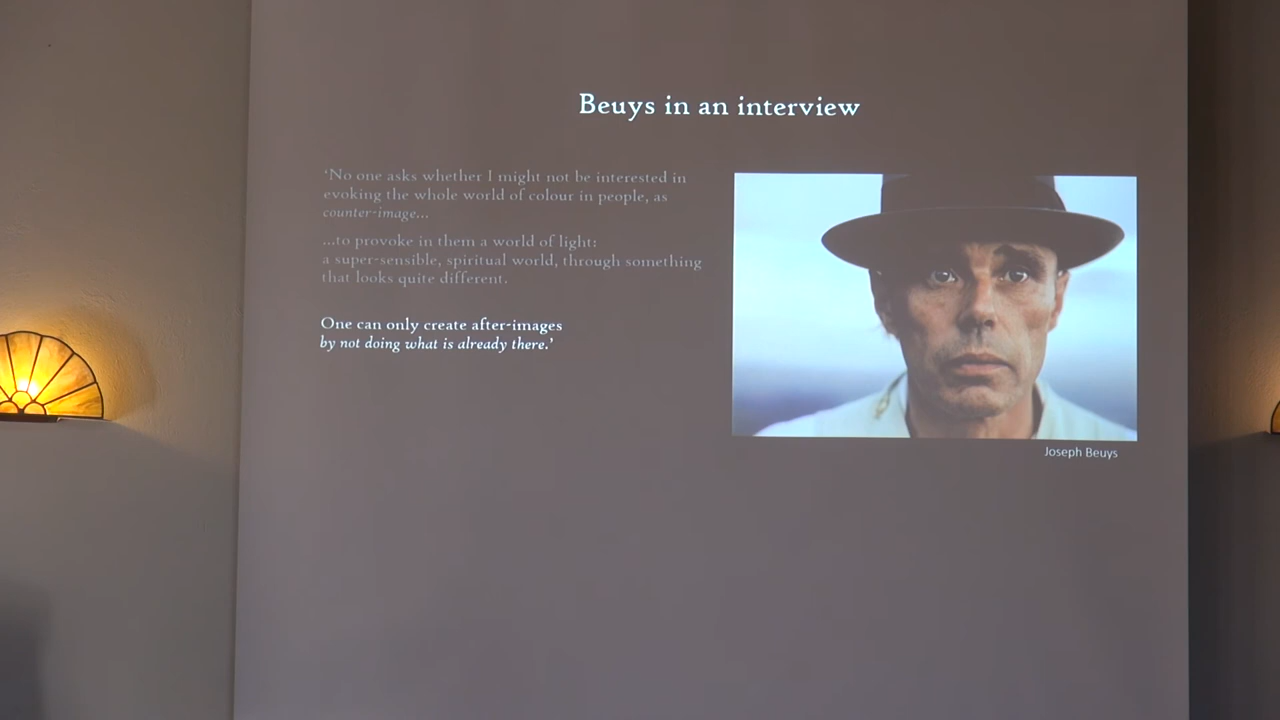 Beuys in an interview
‘No one asks whether I might not be interested in
evoking the whole world of colour in people, as
counter-image...
...to provoke in them a world of light:
a super-sensible, spiritual world, through something
that looks quite different.
One can only create after-images
by not doing what is already there.’
Joseph Beuys